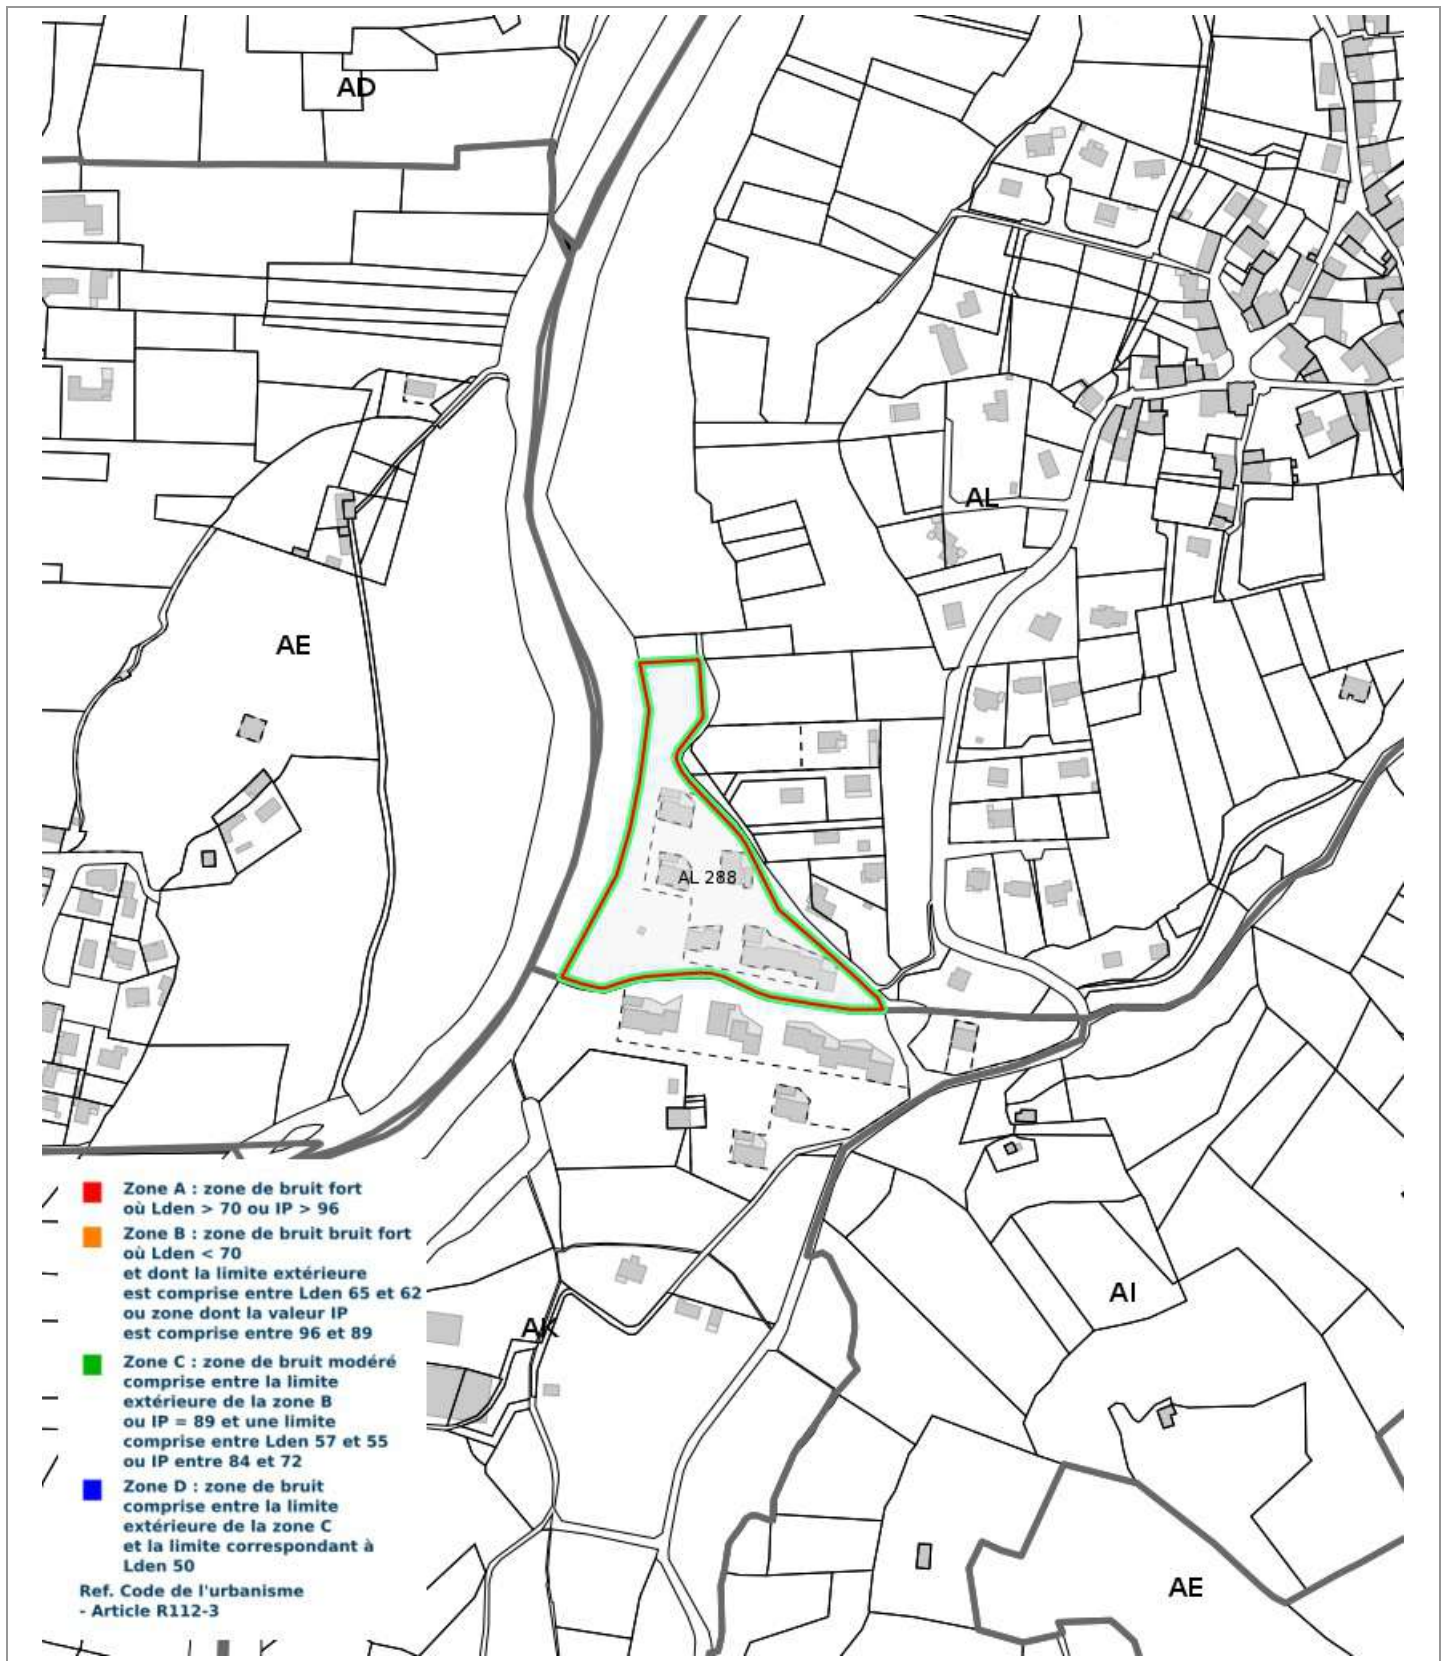 AD
AL
AE
AL 288
Zone A : zone de bruit fort
où Lden > 70 ou IP > 96
Zone B : zone de bruit bruit fort
où Lden < 70
et dont la limite extérieure
est comprise entre Lden 65 et 62
ou zone dont la valeur IP
est comprise entre 96 et 89
Zone C : zone de bruit modéré
comprise entre la limite
extérieure de la zone B
ou IP = 89 et une limite
comprise entre Lden 57 et 55
ou IP entre 84 et 72
Zone D : zone de bruit
comprise entre la limite
extérieure de la zone C
et la limite correspondant à
Lden 50
Ref. Code de l'urbanisme
- Article R112-3
AI
AK
AE